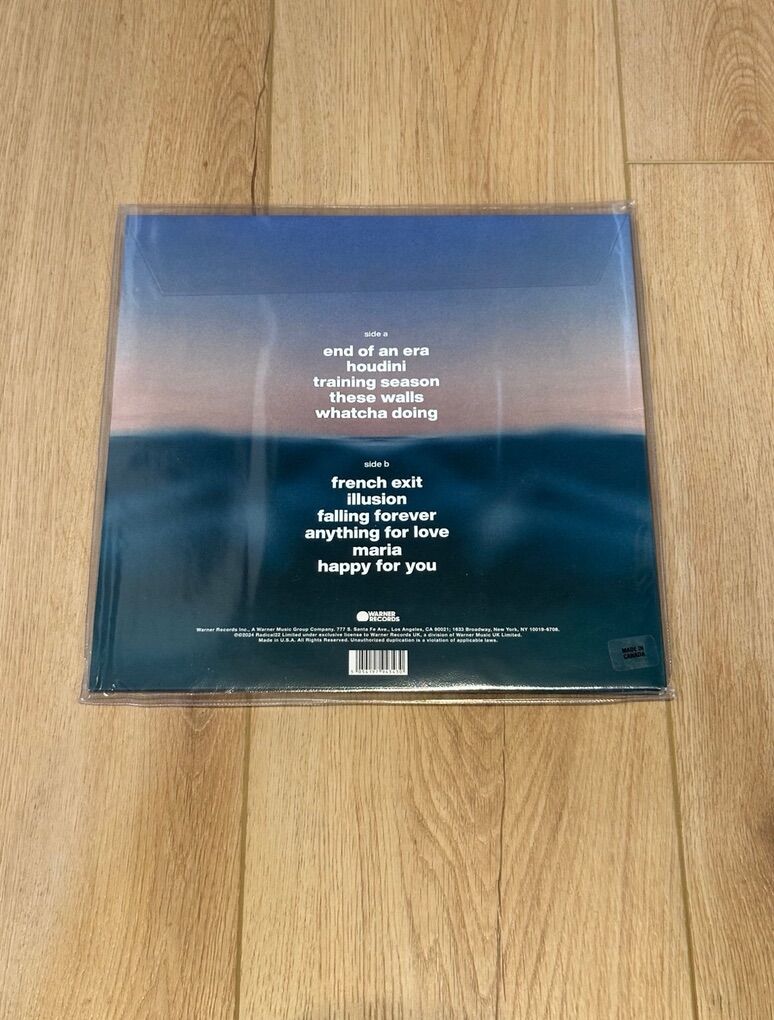 side a
end of an era
houdini
training season
these walls
whatcha doing
side b
french exit
illusion
falling forever
anything for love
maria
happy for you
WARNER
RECORDS
Warner Records Inc., A Warner Music Group Company. 777 S. Santa Fe Ave., Los Angeles, CA 90021; 1633 Broadway, New York, NY 10019-6708.
℗©2024 Radical22 Limited under exclusive license to Warner Records UK, a division of Warner Music UK Limited.
Made in U.S.A. All Rights Reserved. Unauthorized duplication is a violation of applicable laws.
MADE IN
CANADA